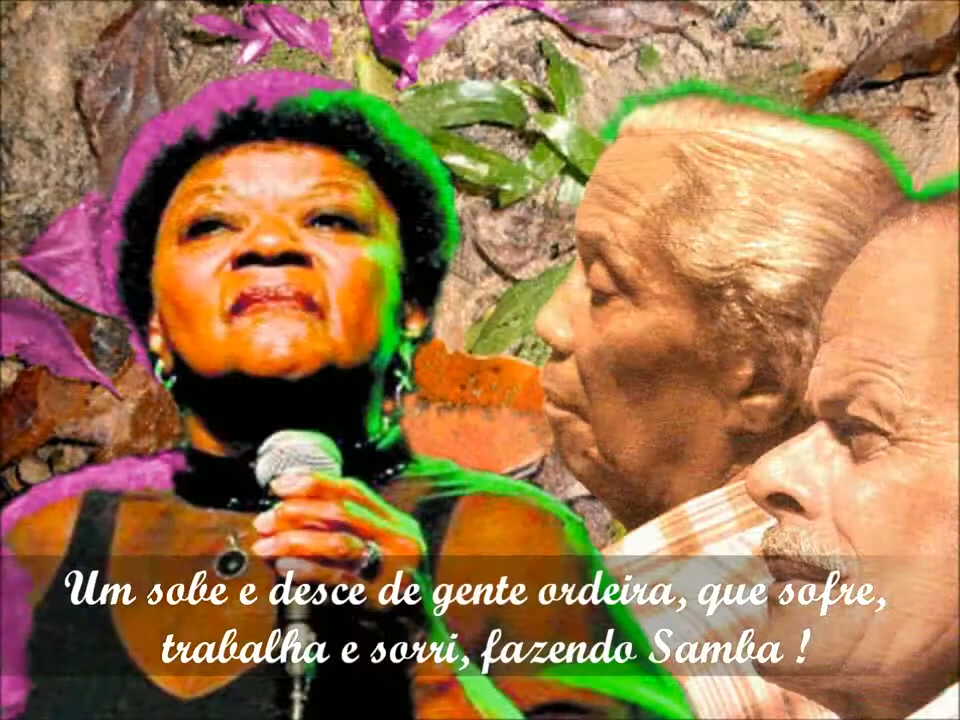 Um sobe e desce de gente ordeira, que sofre,
trabalha e sorri, fazendo Samba !